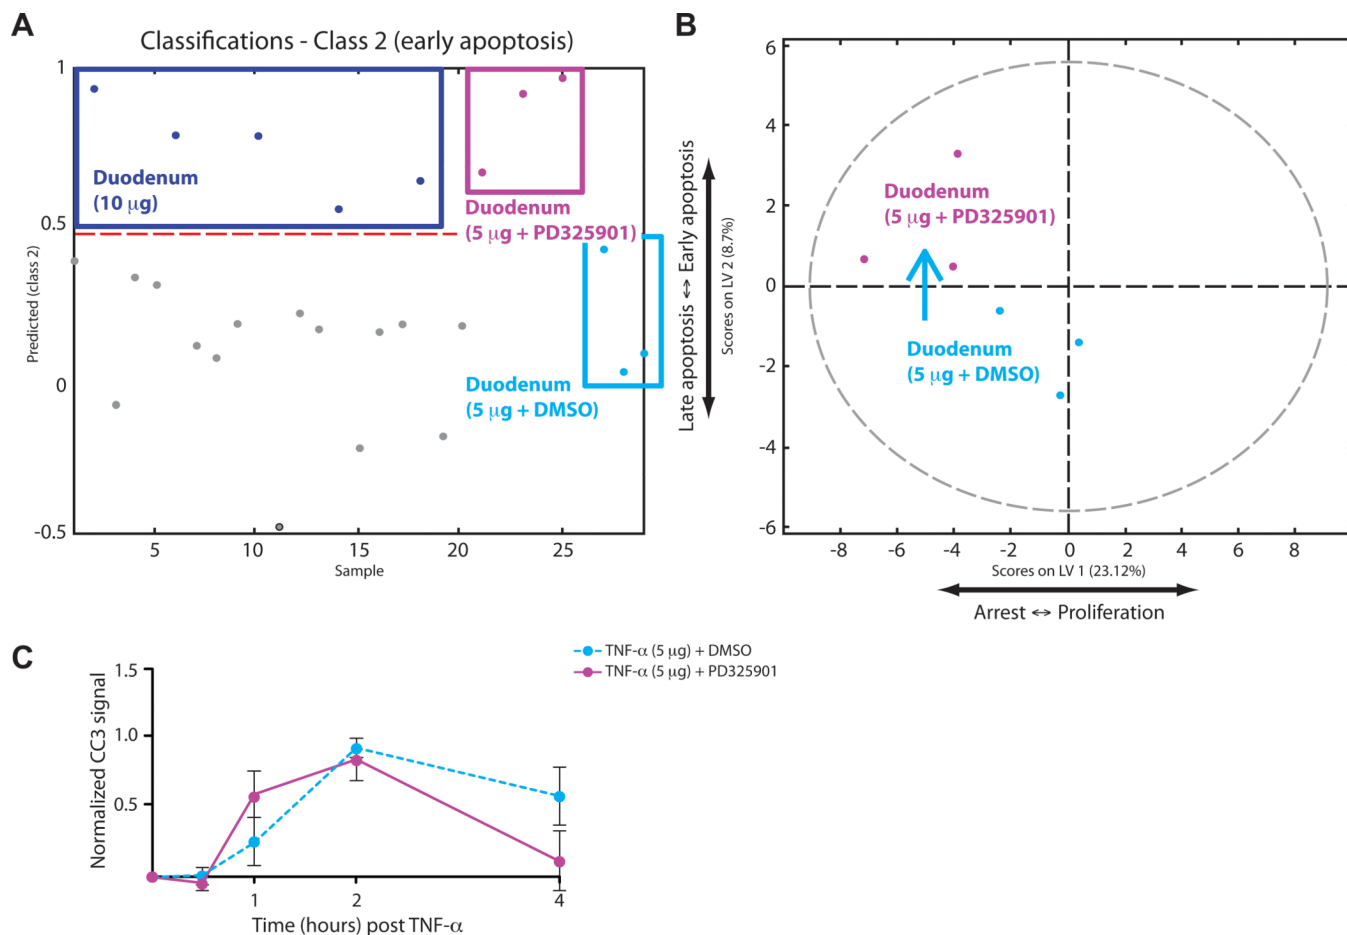 A
Classifications - Class 2 (early apoptosis)
1
0.5
0
-0.5
Predicted (class 2)
Duodenum
(10 μg)
Duodenum
(5 μg + PD325901)
Duodenum
(5 μg + DMSO)
5
10
15
20
25
Sample
B
6
4
2
0
-2
-4
-6
Late apoptosis ↔ Early apoptosis
Scores on LV 2 (8.7%)
Duodenum
(5 μg + PD325901)
Duodenum
(5 μg + DMSO)
-8
-6
-4
-2
0
2
4
6
8
Scores on LV 1 (23.12%)
Arrest ↔ Proliferation
C
TNF-α (5 μg) + DMSO
TNF-α (5 μg) + PD325901
1.5
1.0
0.5
Normalized CC3 signal
1
2
4
Time (hours) post TNF-α